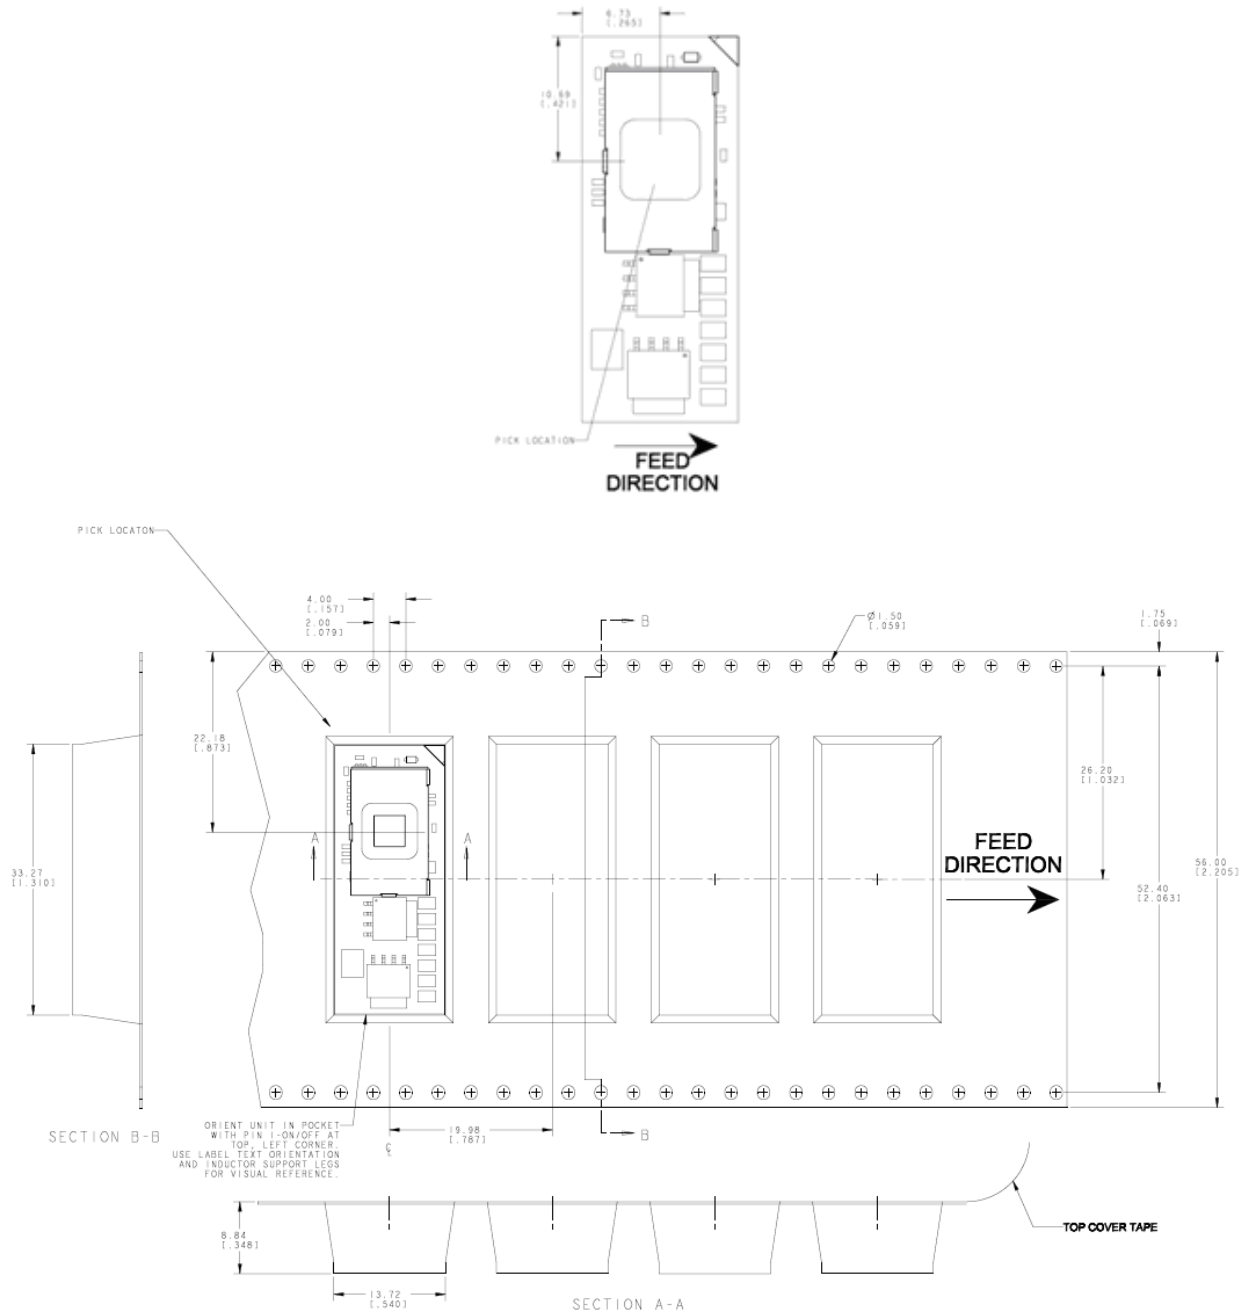 6.73
[.265]
10.69
[.421]
PICK LOCATION
FEED
DIRECTION
PICK LOCATON
4.00
[.157]
2.00
[.079]
B
Ø1.50
[.059]
1.75
[.069]
22.18
[.873]
26.20
[1.032]
A
A
FEED
DIRECTION
33.27
[1.310]
56.00
[2.205]
52.40
[2.063]
SECTION B-B
ORIENT UNIT IN POCKET
WITH PIN 1-ON/OFF AT
TOP, LEFT CORNER.
USE LABEL TEXT ORIENTATION
AND INDUCTOR SUPPORT LEGS
FOR VISUAL REFERENCE.
19.98
[.787]
B
℄
8.84
[.348]
TOP COVER TAPE
13.72
[.540]
SECTION A-A